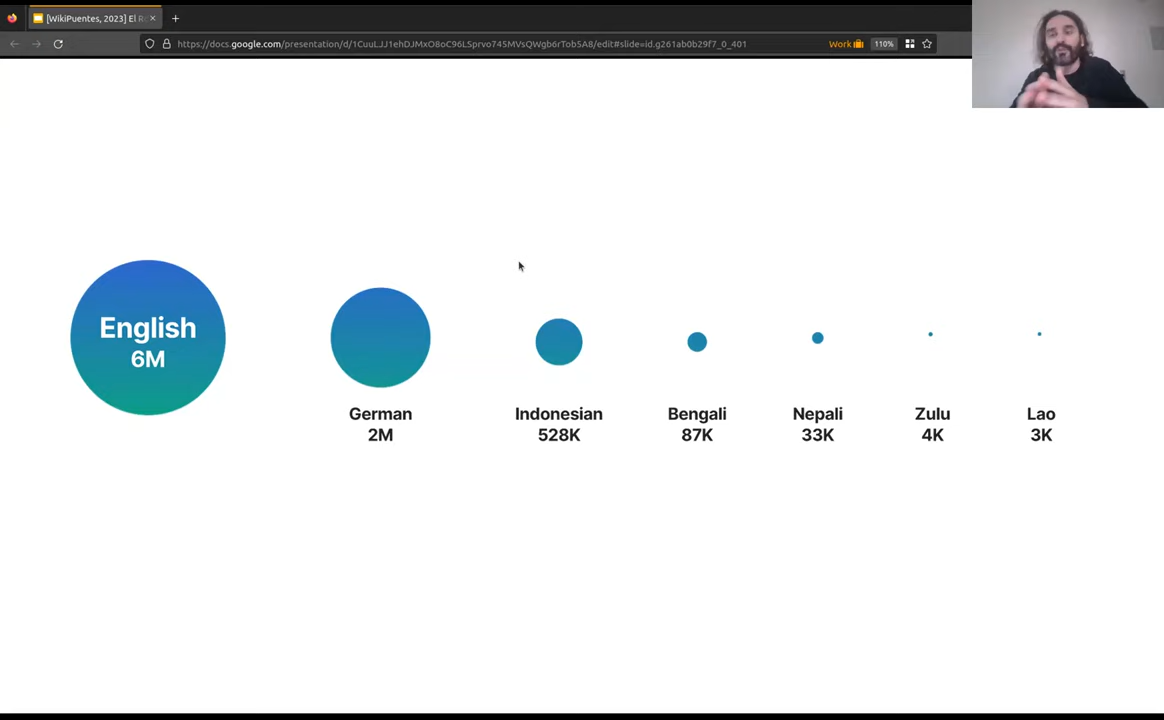 [WikiPuentes, 2023] El R
https://docs.google.com/presentation/d/1CuuLJJ1ehDJMxO8oC96LSprvo745MVsQWgb6rTob5A8/edit#slide=id.g261ab0b29f7_0_401
Work
110%
English
6M
German
2M
Indonesian
528K
Bengali
87K
Nepali
33K
Zulu
4K
Lao
3K